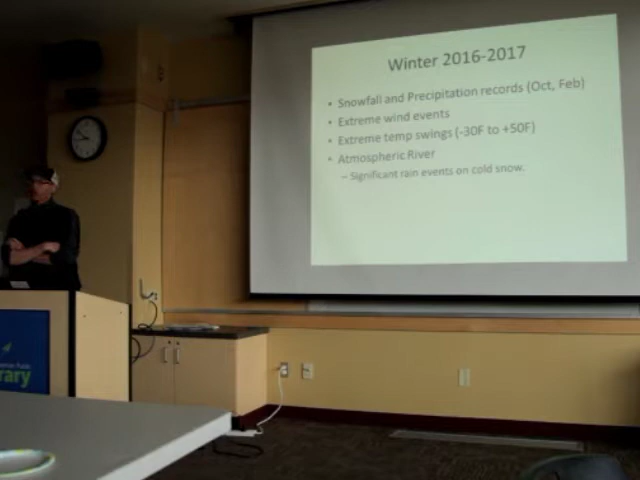 Winter 2016-2017
• Snowfall and Precipitation records (Oct, Feb)
• Extreme wind events
• Extreme temp swings (-30F to +50F)
• Atmospheric River
– Significant rain events on cold snow.